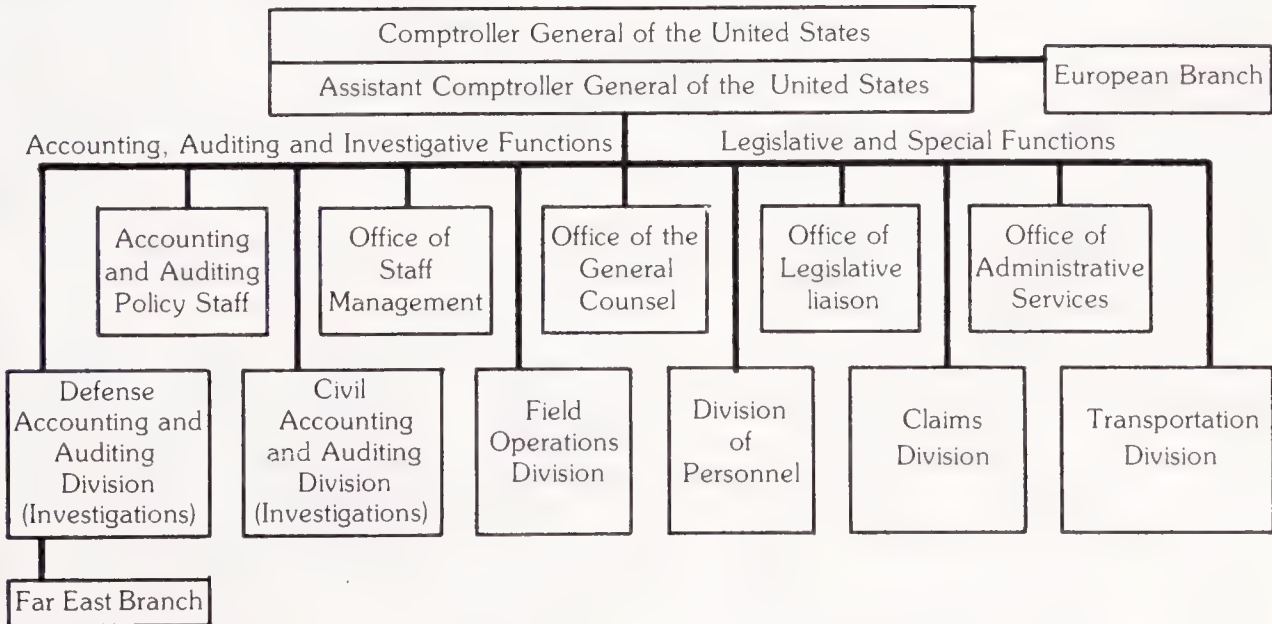 Comptroller General of the United States
Assistant Comptroller General of the United States
European Branch
Accounting, Auditing and Investigative Functions
Legislative and Special Functions
Accounting
and Auditing
Policy Staff
Office of
Staff
Management
Office of the
General
Counsel
Office of
Legislative
liaison
Office of
Administrative
Services
Defense
Accounting and
Auditing
Division
(Investigations)
Civil
Accounting
and Auditing
Division
(Investigations)
Field
Operations
Division
Division
of
Personnel
Claims
Division
Transportation
Division
Far East Branch